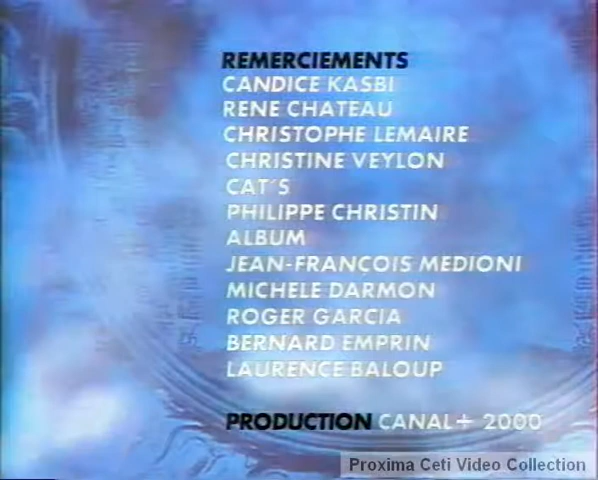 REMERCIEMENTS
CANDICE KASBI
RENE CHATEAU
CHRISTOPHE LEMAIRE
CHRISTINE VEYLON
CAT'S
PHILIPPE CHRISTIN
ALBUM
JEAN-FRANÇOIS MEDIONI
MICHELE DARMON
ROGER GARCIA
BERNARD EMPRIN
LAURENCE BALOUP
PRODUCTION CANAL+ 2000
Proxima Ceti Video Collection